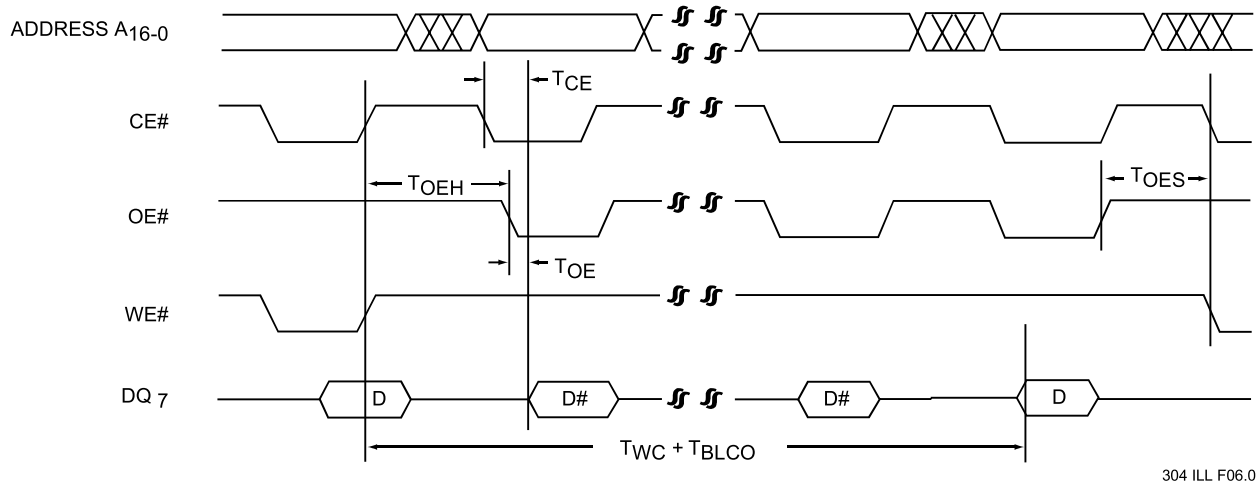 ADDRESS A16-0
TCE
CE#
TOEH
TOES
OE#
TOE
WE#
DQ 7
D
D#
D#
D
TWC + TBLCO
304 ILL F06.0